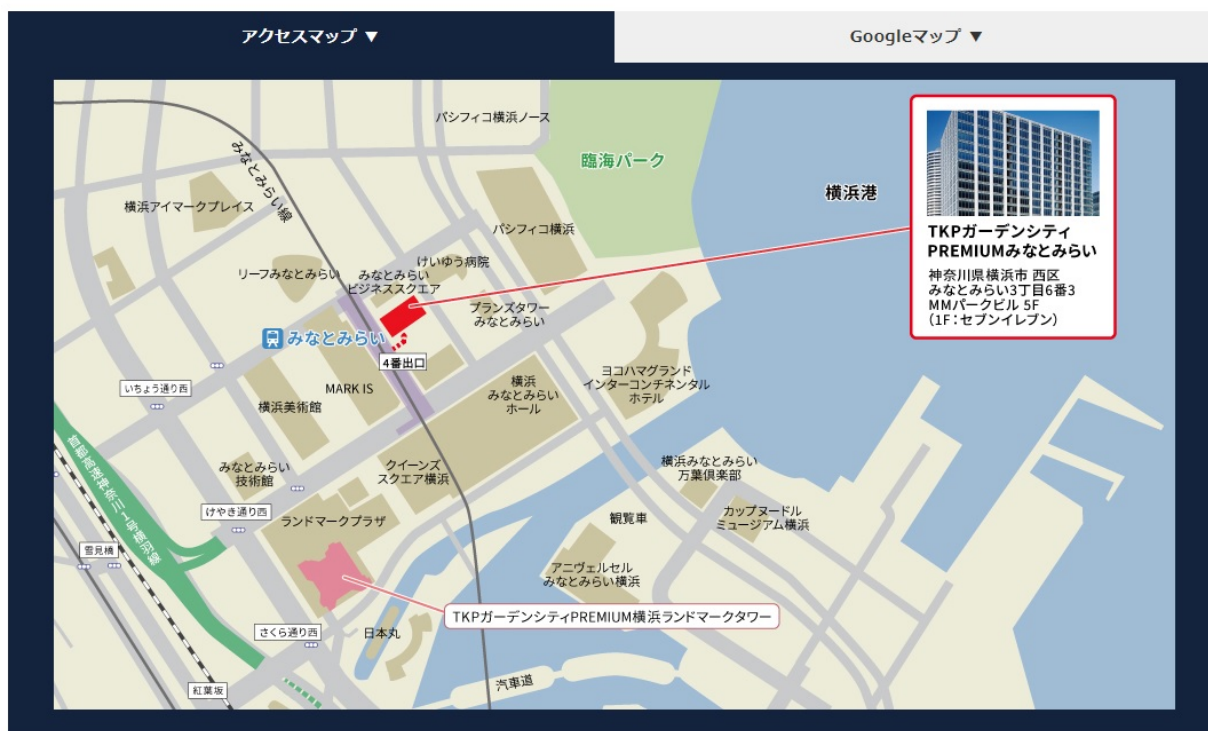 アクセスマップ ▼
Googleマップ ▼
パシフィコ横浜ノース
みなとみらい線
臨海パーク
横浜港
横浜アイマークプレイス
パシフィコ横浜
TKPガーデンシティ
PREMIUMみなとみらい
神奈川県横浜市 西区
みなとみらい3丁目6番3
MMパークビル 5F
(1F:セブンイレブン)
リーフみなとみらい
みなとみらい
ビジネススクエア
けいゆう病院
ブランズタワー
みなとみらい
みなとみらい
4番出口
いちょう通り西
MARK IS
横浜美術館
横浜
みなとみらい
ホール
ヨコハマグランド
インターコンチネンタル
ホテル
首都高速神奈川1号横羽線
みなとみらい
技術館
クイーンズ
スクエア横浜
横浜みなとみらい
万葉倶楽部
けやき通り西
ランドマークプラザ
観覧車
カップヌードル
ミュージアム横浜
雪見橋
アニヴェルセル
みなとみらい横浜
TKPガーデンシティPREMIUM横浜ランドマークタワー
さくら通り西
日本丸
紅葉坂
汽車道